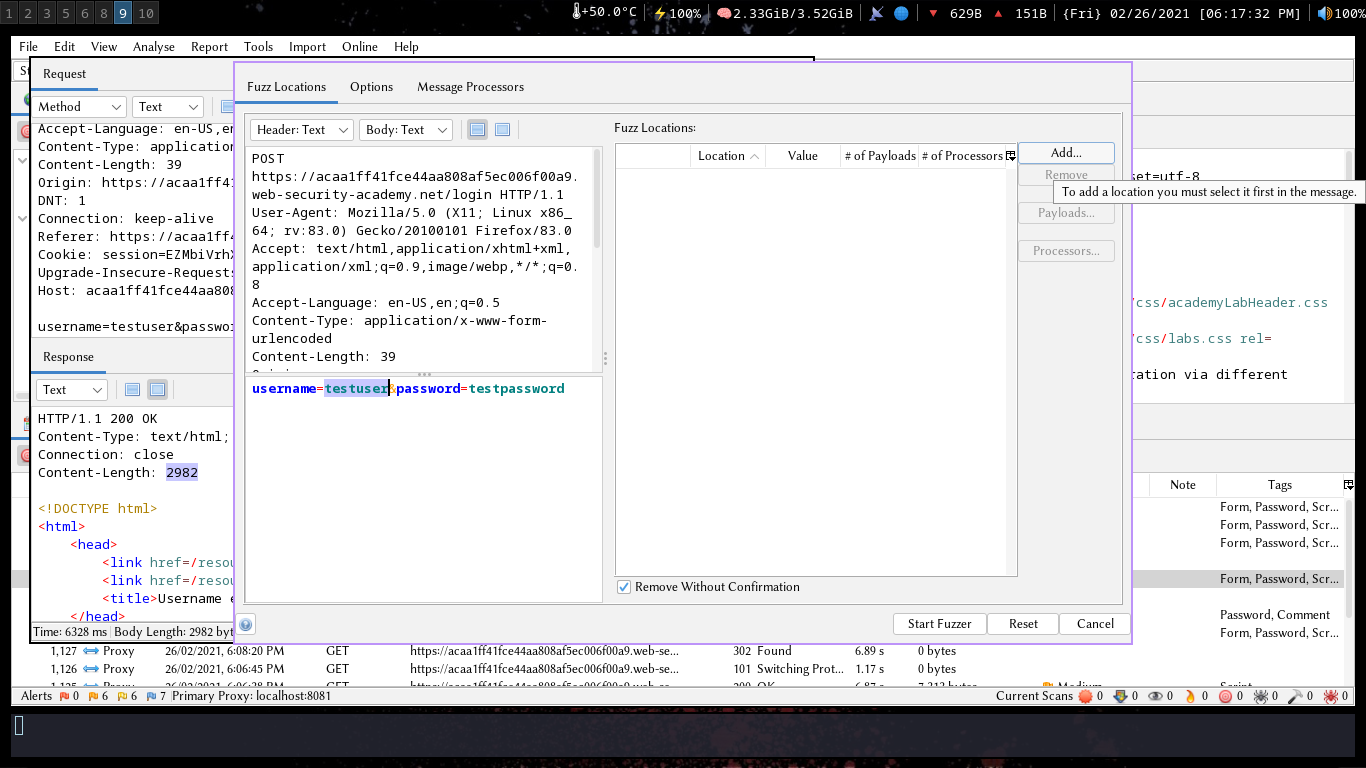 1 2 3 5 6 8 9 10 +50.0°C 100% 2.33GiB/3.52GiB 629B 151B {Fri} 02/26/2021 [06:17:32 PM] 100%
File Edit View Analyse Report Tools Import Online Help
St
Request
Method Text
Accept-Language: en-US,en
Content-Type: application
Content-Length: 39
Origin: https://acaa1ff41
DNT: 1
Connection: keep-alive
Referer: https://acaa1ff4
Cookie: session=EZMbiVrhX
Upgrade-Insecure-Requests
Host: acaa1ff41fce44aa808
username=testuser&passwor
Response
Text
HTTP/1.1 200 OK
Content-Type: text/html;
Connection: close
Content-Length: 2982
<!DOCTYPE html>
<html>
<head>
<link href=/resou
<link href=/resou
<title>Username e
</head>
Time: 6328 ms Body Length: 2982 byt
Fuzz Locations Options Message Processors
Header: Text Body: Text
POST
https://acaa1ff41fce44aa808af5ec006f00a9.
web-security-academy.net/login HTTP/1.1
User-Agent: Mozilla/5.0 (X11; Linux x86_
64; rv:83.0) Gecko/20100101 Firefox/83.0
Accept: text/html,application/xhtml+xml,
application/xml;q=0.9,image/webp,*/*;q=0.
8
Accept-Language: en-US,en;q=0.5
Content-Type: application/x-www-form-
urlencoded
Content-Length: 39
username=testuser&password=testpassword
Fuzz Locations:
Location Value # of Payloads # of Processors
Add...
Remove
To add a location you must select it first in the message.
Payloads...
Processors...
Remove Without Confirmation
Start Fuzzer Reset Cancel
set=utf-8
/css/academyLabHeader.css
/css/labs.css rel=
ration via different
Note Tags
Form, Password, Scr...
Form, Password, Scr...
Form, Password, Scr...
Form, Password, Scr...
Password, Comment
Form, Password, Scr...
1,127 Proxy 26/02/2021, 6:08:20 PM GET https://acaa1ff41fce44aa808af5ec006f00a9.web-se... 302 Found 6.89 s 0 bytes
1,126 Proxy 26/02/2021, 6:06:45 PM GET https://acaa1ff41fce44aa808af5ec006f00a9.web-se... 101 Switching Prot... 1.17 s 0 bytes
Alerts 0 6 6 7 Primary Proxy: localhost:8081 Current Scans 0 0 0 0 0 0 0 0